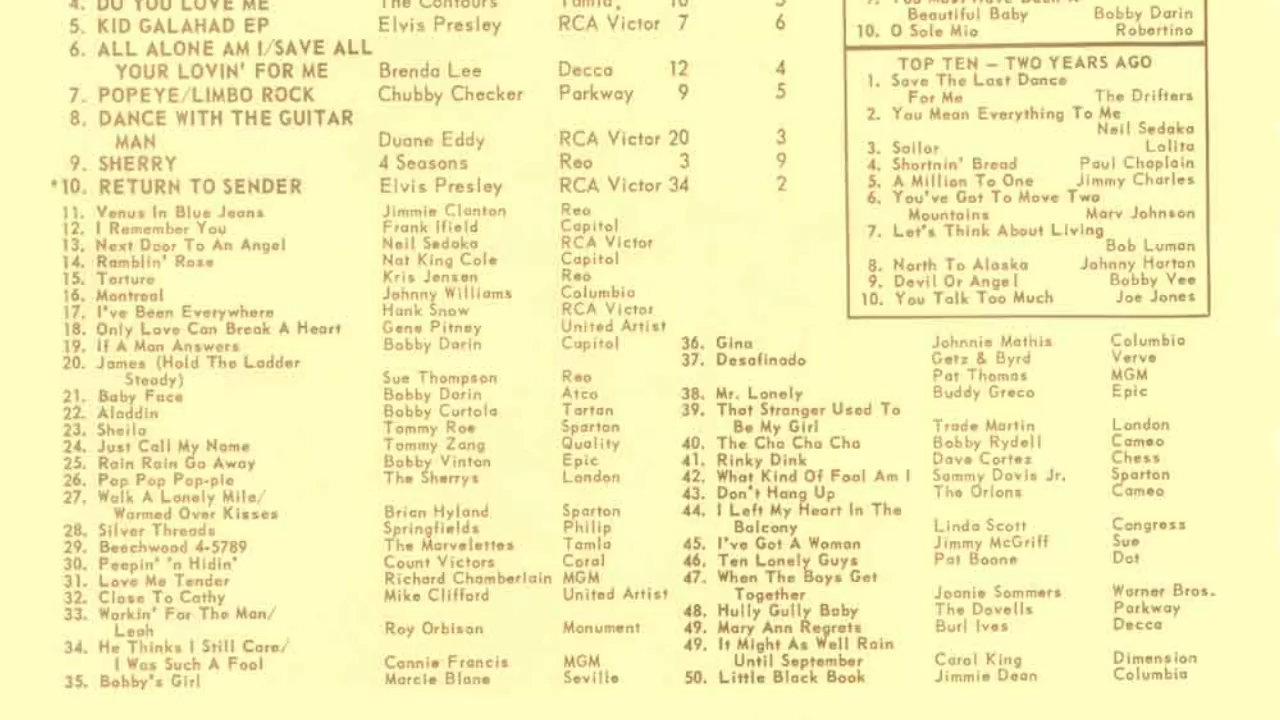 4. DO YOU LOVE ME The Contours Tamla, 10 3
5. KID GALAHAD EP Elvis Presley RCA Victor 7 6
6. ALL ALONE AM I/SAVE ALL
YOUR LOVIN' FOR ME Brenda Lee Decca 12 4
7. POPEYE/LIMBO ROCK Chubby Checker Parkway 9 5
8. DANCE WITH THE GUITAR
MAN Duane Eddy RCA Victor 20 3
9. SHERRY 4 Seasons Reo 3 9
*10. RETURN TO SENDER Elvis Presley RCA Victor 34 2
11. Venus In Blue Jeans Jimmie Clanton Reo
12. I Remember You Frank Ifield Capitol
13. Next Door To An Angel Neil Sedaka RCA Victor
14. Ramblin' Rose Nat King Cole Capitol
15. Torture Kris Jensen Reo
16. Montreal Johnny Williams Columbia
17. I've Been Everywhere Hank Snow RCA Victor
18. Only Love Can Break A Heart Gene Pitney United Artist
19. If A Man Answers Bobby Darin Capitol
20. James (Hold The Ladder
Steady) Sue Thompson Reo
21. Baby Face Bobby Darin Atco
22. Aladdin Bobby Curtola Tartan
23. Sheila Tommy Roe Sparton
24. Just Call My Name Tommy Zang Quality
25. Rain Rain Go Away Bobby Vinton Epic
26. Pop Pop Pop-pie The Sherrys London
27. Walk A Lonely Mile/
Warmed Over Kisses Brian Hyland Sparton
28. Silver Threads Springfields Philip
29. Beechwood 4-5789 The Marvelettes Tamla
30. Peepin' 'n Hidin' Count Victors Coral
31. Love Me Tender Richard Chamberlain MGM
32. Close To Cathy Mike Clifford United Artist
33. Workin' For The Man/
Leah Roy Orbison Monument
34. He Thinks I Still Care/
I Was Such A Fool Connie Francis MGM
35. Bobby's Girl Marcie Blane Seville
Beautiful Baby Bobby Darin
10. O Sole Mio Robertino
TOP TEN – TWO YEARS AGO
1. Save The Last Dance
For Me The Drifters
2. You Mean Everything To Me
Neil Sedaka
3. Sailor Lolita
4. Shortnin' Bread Paul Chaplain
5. A Million To One Jimmy Charles
6. You've Got To Move Two
Mountains Marv Johnson
7. Let's Think About Living
Bob Luman
8. North To Alaska Johnny Horton
9. Devil Or Angel Bobby Vee
10. You Talk Too Much Joe Jones
36. Gina Johnnie Mathis Columbia
37. Desafinado Getz & Byrd Verve
Pat Thomas MGM
38. Mr. Lonely Buddy Greco Epic
39. That Stranger Used To
Be My Girl Trade Martin London
40. The Cha Cha Cha Bobby Rydell Cameo
41. Rinky Dink Dave Cortez Chess
42. What Kind Of Fool Am I Sammy Davis Jr. Sparton
43. Don't Hang Up The Orlons Cameo
44. I Left My Heart In The
Balcony Linda Scott Congress
45. I've Got A Woman Jimmy McGriff Sue
46. Ten Lonely Guys Pat Boone Dot
47. When The Boys Get
Together Joanie Sommers Warner Bros.
48. Hully Gully Baby The Dovells Parkway
49. Mary Ann Regrets Burl Ives Decca
49. It Might As Well Rain
Until September Carol King Dimension
50. Little Black Book Jimmie Dean Columbia